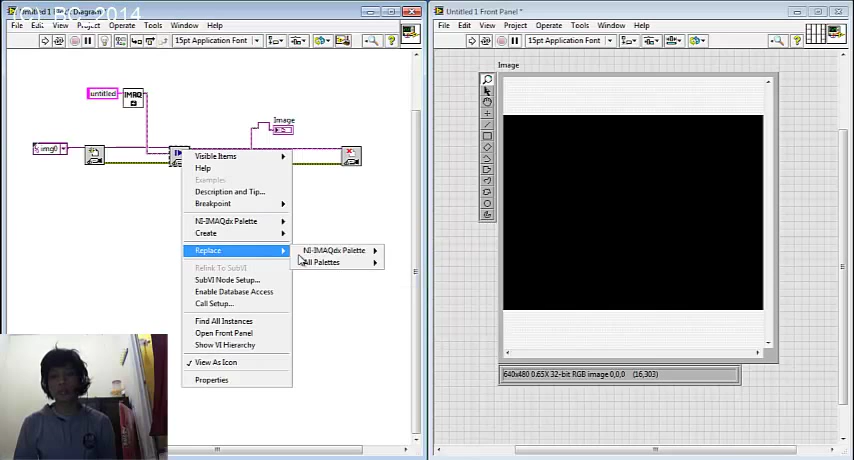 (C) BC_2014
Untitled 1 Block Diagram *
File Edit View Project Operate Tools Window Help
15pt Application Font
untitled
IMAQ
Image
img0
Visible Items
Help
Examples
Description and Tip...
Breakpoint
NI-IMAQdx Palette
Create
Replace
NI-IMAQdx Palette
All Palettes
Relink To SubVI
SubVI Node Setup...
Enable Database Access
Call Setup...
Find All Instances
Open Front Panel
Show VI Hierarchy
View As Icon
Properties
Untitled 1 Front Panel *
File Edit View Project Operate Tools Window Help
15pt Application Font
Image
640x480 0.65X 32-bit RGB image 0,0,0 (16,303)